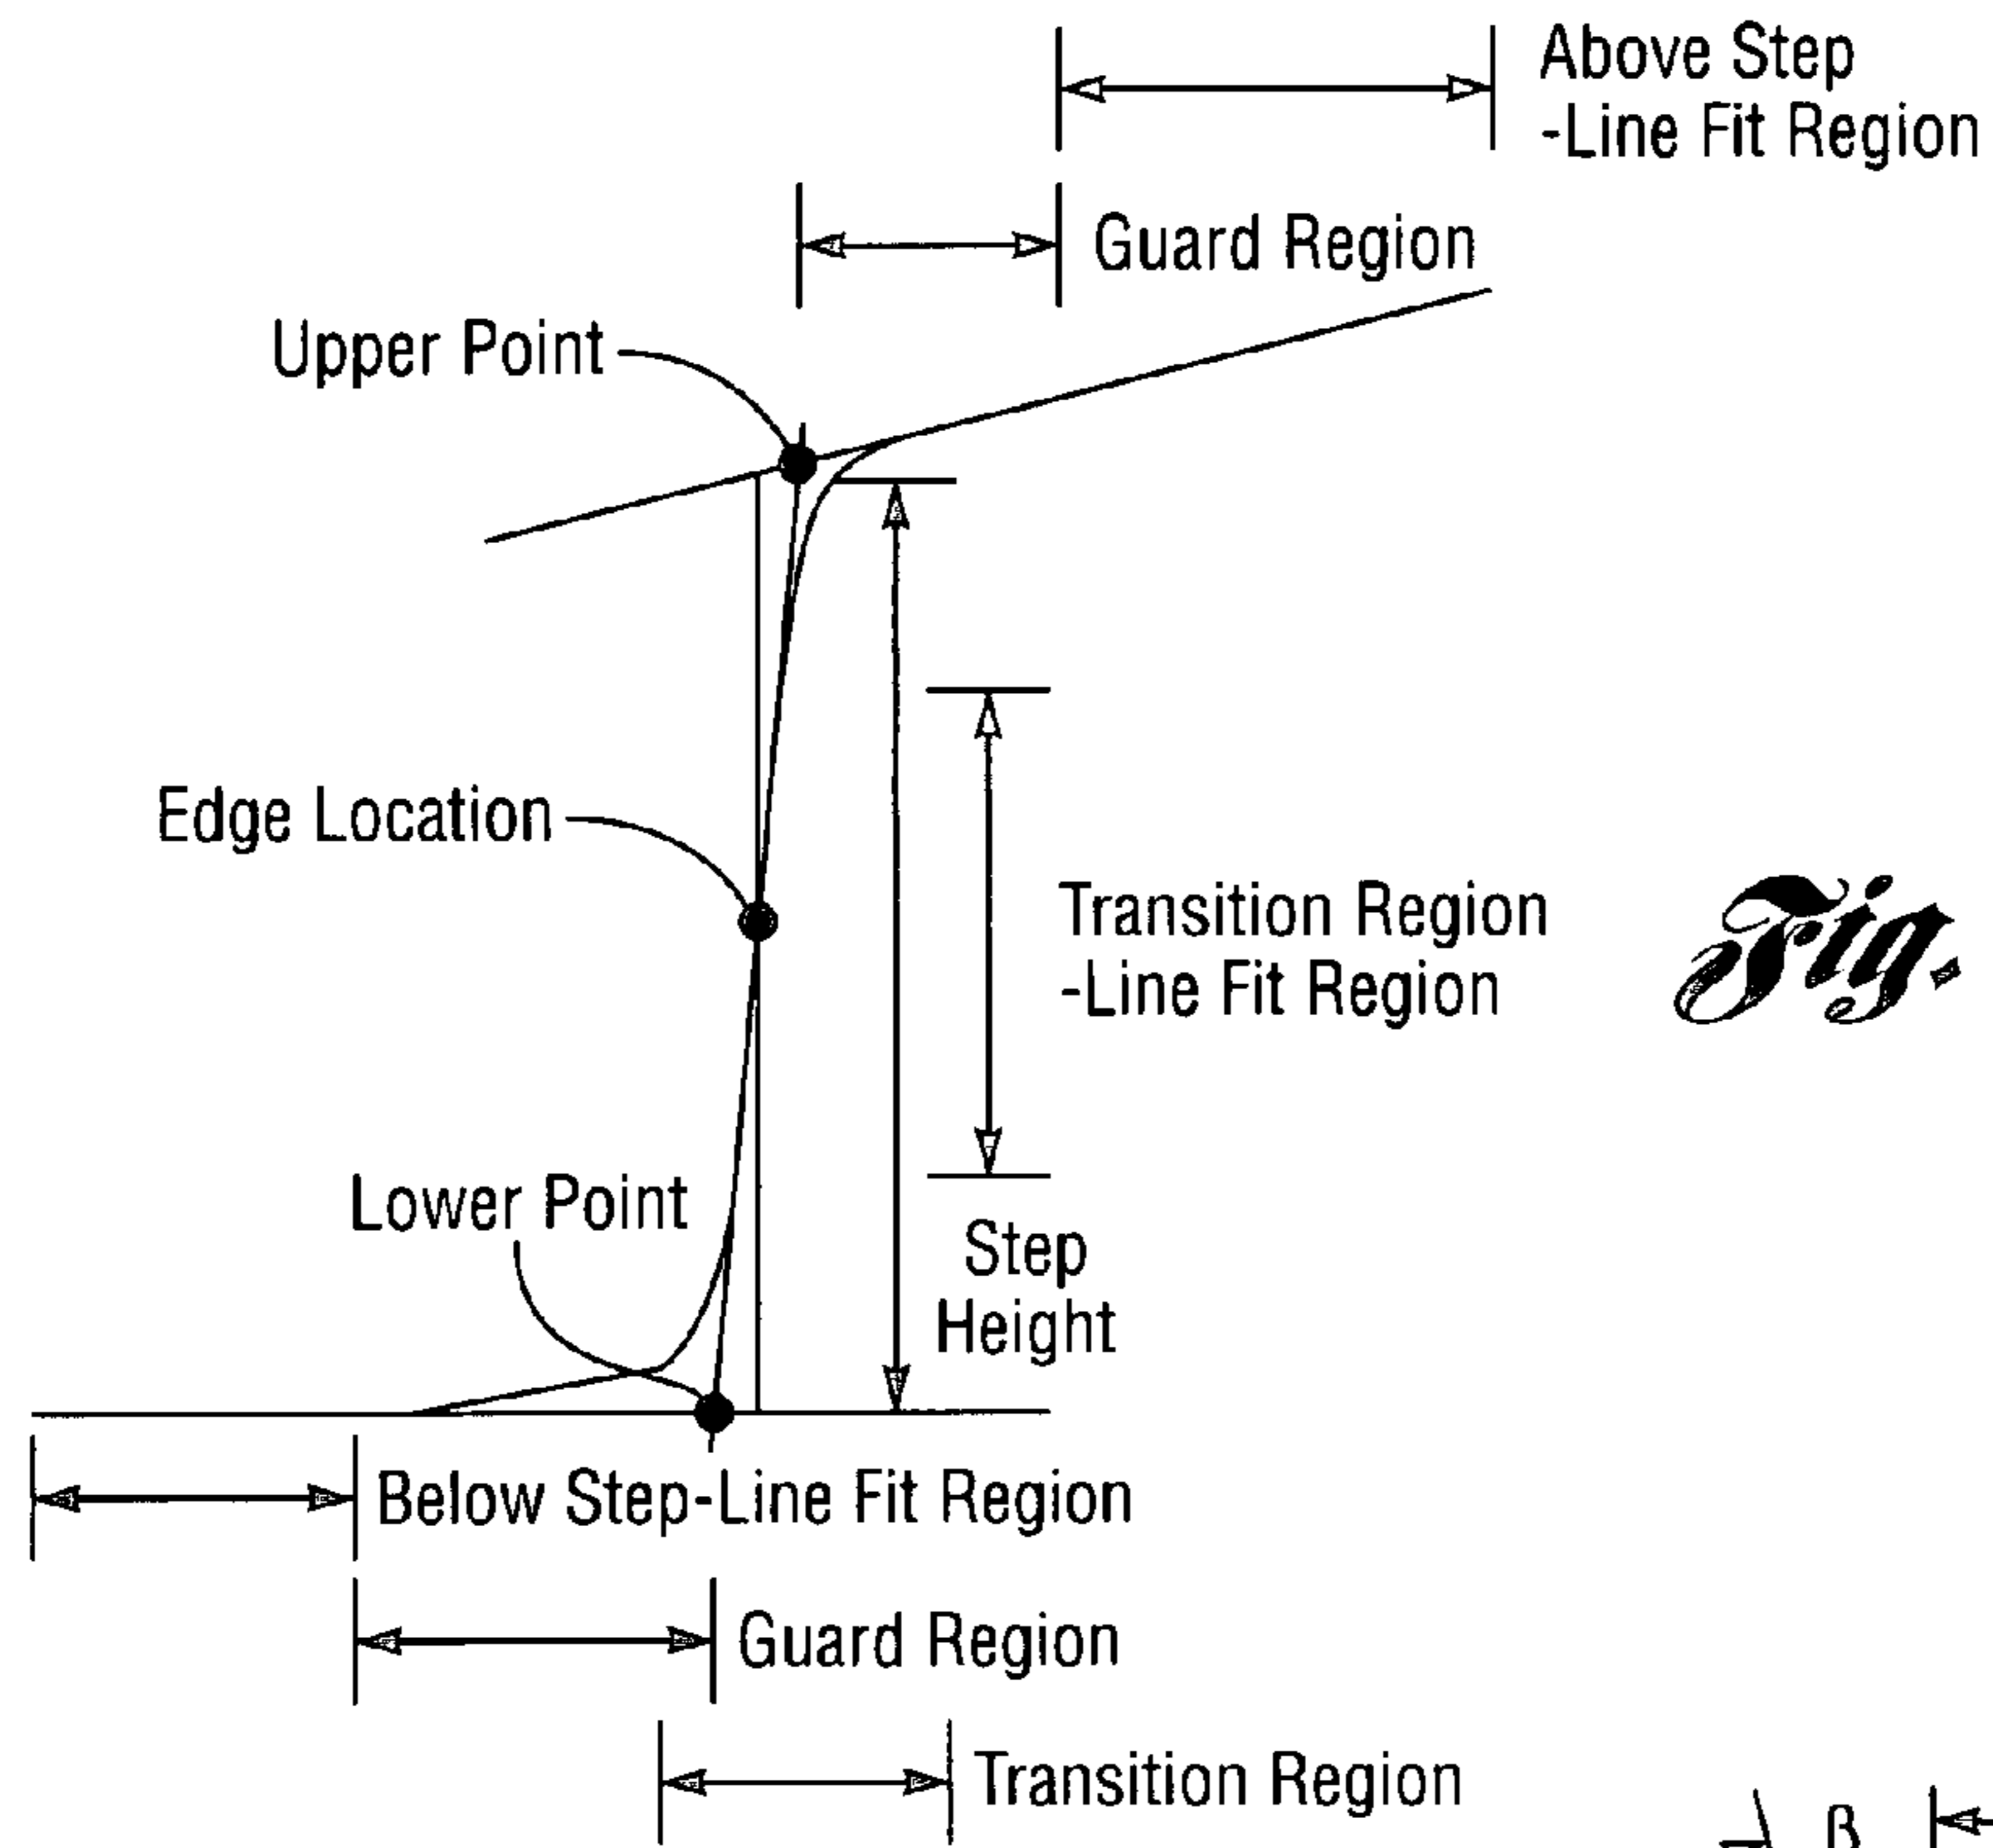 Above Step
-Line Fit Region
Guard Region
Upper Point
Edge Location
Transition Region
-Line Fit Region
Fig.
Lower Point
Step
Height
Below Step-Line Fit Region
Guard Region
Transition Region
β